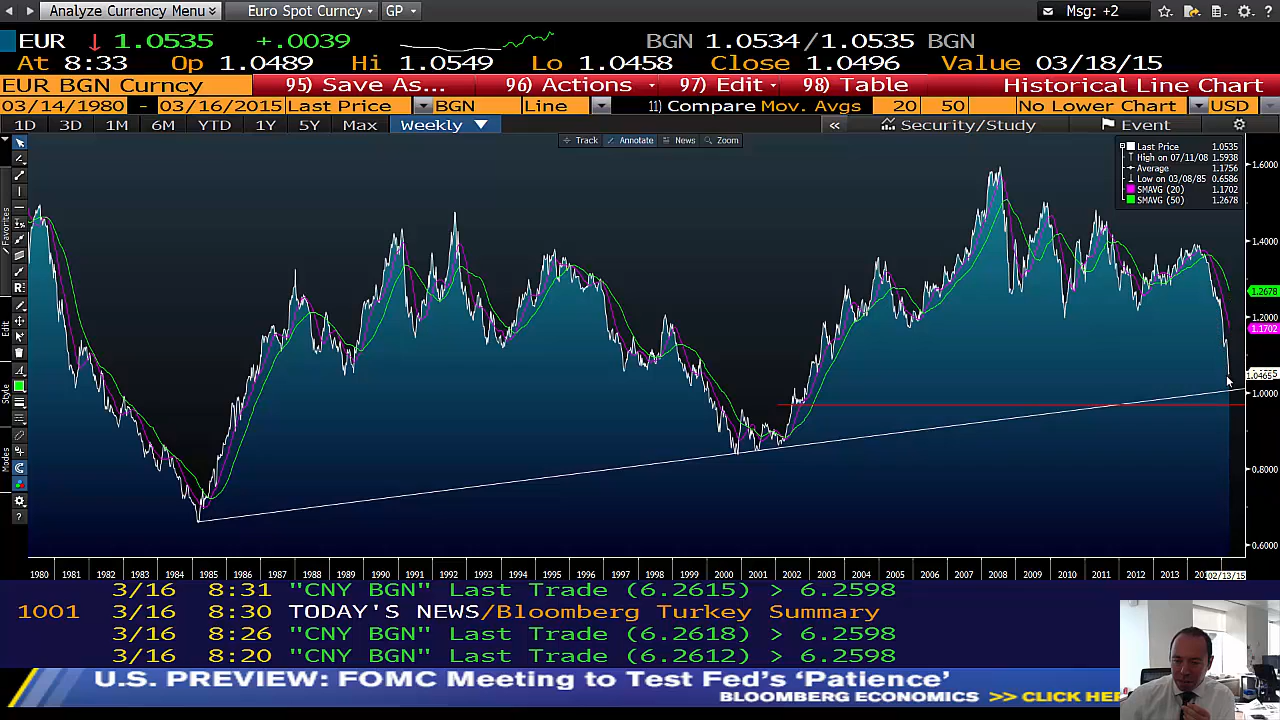 Analyze Currency Menu Euro Spot Curncy GP Msg: +2
EUR 1.0535 +.0039 BGN 1.0534/1.0535 BGN
At 8:33 Op 1.0489 Hi 1.0549 Lo 1.0458 Close 1.0496 Value 03/18/15
EUR BGN Curncy 95) Save As... 96) Actions 97) Edit 98) Table Historical Line Chart
03/14/1980 - 03/16/2015 Last Price BGN Line 11) Compare Mov. Avgs 20 50 No Lower Chart USD
1D 3D 1M 6M YTD 1Y 5Y Max Weekly « Security/Study Event
Track Annotate News Zoom
Last Price 1.0535
High on 07/11/08 1.5938
Average 1.1756
Low on 03/08/85 0.6586
SMAVG (20) 1.1702
SMAVG (50) 1.2678
Favorites
Edit
Style
Modes
1.6000
1.4000
1.2678
1.2000
1.1702
1.0000
0.8000
0.6000
1980 1981 1982 1983 1984 1985 1986 1987 1988 1989 1990 1991 1992 1993 1994 1995 1996 1997 1998 1999 2000 2001 2002 2003 2004 2005 2006 2007 2008 2009 2010 2011 2012 2013 02/13/15
3/16 8:31 "CNY BGN" Last Trade (6.2615) > 6.2598
1001 3/16 8:30 TODAY'S NEWS/Bloomberg Turkey Summary
3/16 8:26 "CNY BGN" Last Trade (6.2618) > 6.2598
3/16 8:20 "CNY BGN" Last Trade (6.2612) > 6.2598
U.S. PREVIEW: FOMC Meeting to Test Fed's 'Patience'
BLOOMBERG ECONOMICS >> CLICK